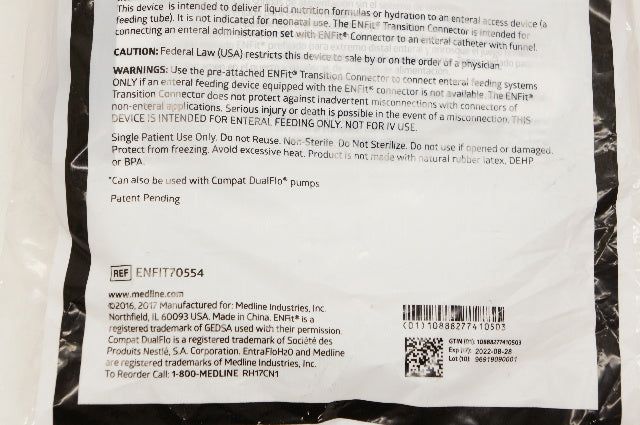 This device is intended to deliver liquid nutrition formulas or hydration to an enteral access device (a
feeding tube). It is not indicated for neonatal use. The ENFit® Transition Connector is intended for
connecting an enteral administration set with ENFit® Connector to an enteral catheter with funnel.
CAUTION: Federal Law (USA) restricts this device to sale by or on the order of a physician.
WARNINGS: Use the pre-attached ENFit® Transition Connector to connect enteral feeding systems
ONLY if an enteral feeding device equipped with the ENFit® connector is not available. The ENFit®
Transition Connector does not protect against inadvertent misconnections with connectors of
non-enteral applications. Serious injury or death is possible in the event of a misconnection. THIS
DEVICE IS INTENDED FOR ENTERAL FEEDING ONLY. NOT FOR IV USE.
Single Patient Use Only. Do not Reuse. Non-Sterile. Do Not Sterilize. Do not use if opened or damaged.
Protect from freezing. Avoid excessive heat. Product is not made with natural rubber latex, DEHP
or BPA.
*Can also be used with Compat DualFlo® pumps
Patent Pending
REF ENFIT70554
www.medline.com
©2016, 2017 Manufactured for: Medline Industries, Inc.
Northfield, IL 60093 USA. Made in China. ENFit® is a
registered trademark of GEDSA used with their permission.
Compat DualFlo is a registered trademark of Société des
Produits Nestlé, S.A. Corporation. EntraFloH2O and Medline
are registered trademarks of Medline Industries, Inc.
To Reorder Call: 1-800-MEDLINE RH17CN1
(01)10888277410503
GTIN (01): 10888277410503
Exp (17): 2022-08-28
Lot (10): 96619090001